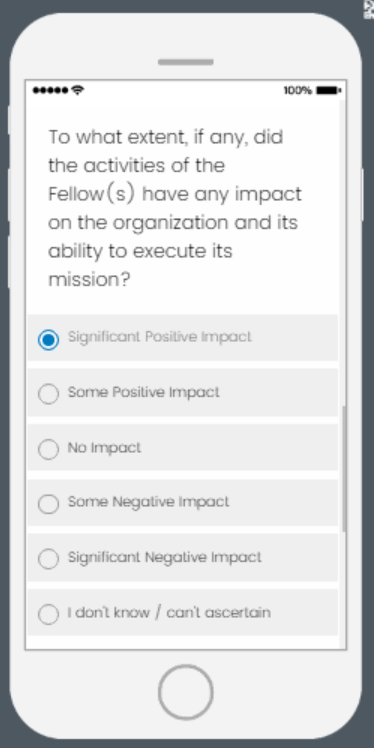 100%
To what extent, if any, did
the activities of the
Fellow(s) have any impact
on the organization and its
ability to execute its
mission?
Significant Positive Impact
Some Positive Impact
No Impact
Some Negative Impact
Significant Negative Impact
I don't know / can't ascertain